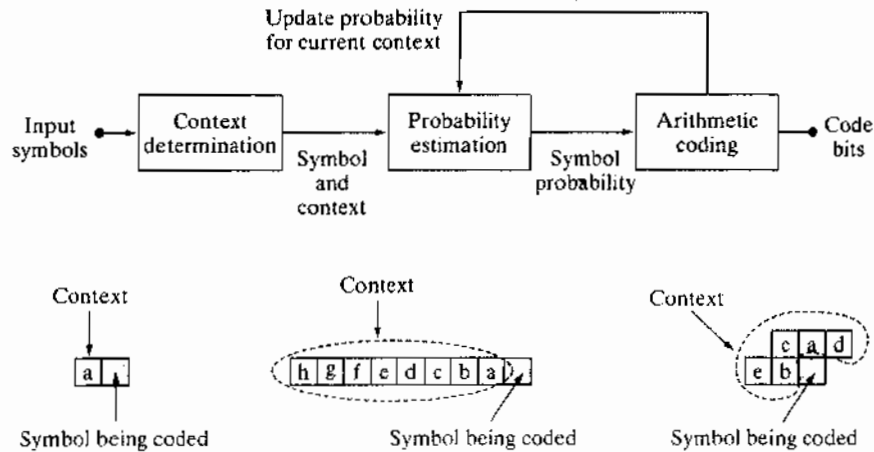 Update probability
for current context
Input
symbols
Context
determination
Symbol
and
context
Probability
estimation
Symbol
probability
Arithmetic
coding
Code
bits
Context
a
Symbol being coded
Context
h g f e d c b a
Symbol being coded
Context
c a d
e b
Symbol being coded